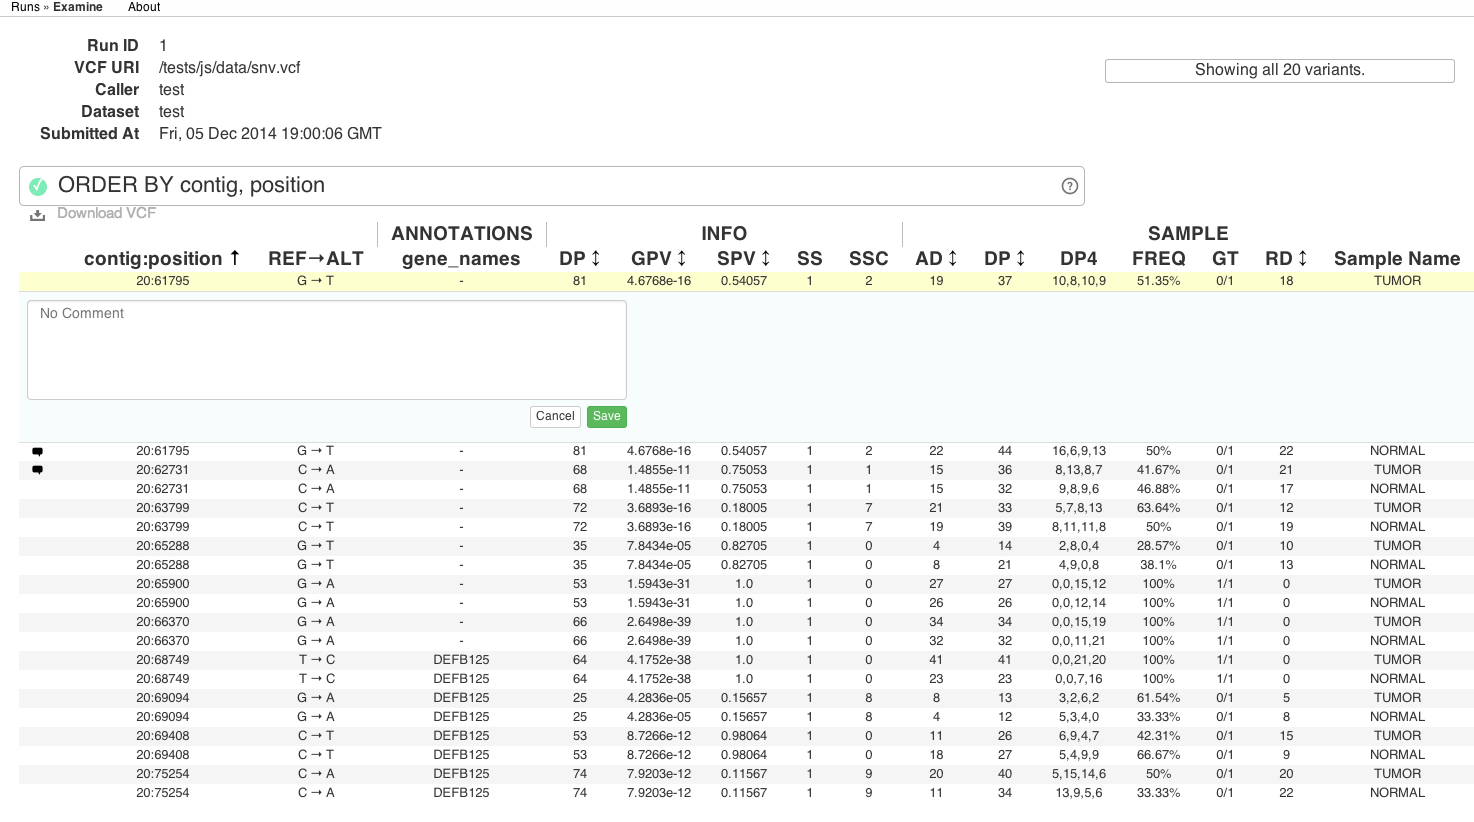 Runs » Examine About
Run ID 1
VCF URI /tests/js/data/snv.vcf
Showing all 20 variants.
Caller test
Dataset test
Submitted At Fri, 05 Dec 2014 19:00:06 GMT
ORDER BY contig, position ?
Download VCF
ANNOTATIONS INFO SAMPLE
contig:position ↑ REF→ALT gene_names DP ↕ GPV ↕ SPV ↕ SS SSC AD ↕ DP ↕ DP4 FREQ GT RD ↕ Sample Name
20:61795 G → T - 81 4.6768e-16 0.54057 1 2 19 37 10,8,10,9 51.35% 0/1 18 TUMOR
No Comment
Cancel Save
20:61795 G → T - 81 4.6768e-16 0.54057 1 2 22 44 16,6,9,13 50% 0/1 22 NORMAL
20:62731 C → A - 68 1.4855e-11 0.75053 1 1 15 36 8,13,8,7 41.67% 0/1 21 TUMOR
20:62731 C → A - 68 1.4855e-11 0.75053 1 1 15 32 9,8,9,6 46.88% 0/1 17 NORMAL
20:63799 C → T - 72 3.6893e-16 0.18005 1 7 21 33 5,7,8,13 63.64% 0/1 12 TUMOR
20:63799 C → T - 72 3.6893e-16 0.18005 1 7 19 39 8,11,11,8 50% 0/1 19 NORMAL
20:65288 G → T - 35 7.8434e-05 0.82705 1 0 4 14 2,8,0,4 28.57% 0/1 10 TUMOR
20:65288 G → T - 35 7.8434e-05 0.82705 1 0 8 21 4,9,0,8 38.1% 0/1 13 NORMAL
20:65900 G → A - 53 1.5943e-31 1.0 1 0 27 27 0,0,15,12 100% 1/1 0 TUMOR
20:65900 G → A - 53 1.5943e-31 1.0 1 0 26 26 0,0,12,14 100% 1/1 0 NORMAL
20:66370 G → A - 66 2.6498e-39 1.0 1 0 34 34 0,0,15,19 100% 1/1 0 TUMOR
20:66370 G → A - 66 2.6498e-39 1.0 1 0 32 32 0,0,11,21 100% 1/1 0 NORMAL
20:68749 T → C DEFB125 64 4.1752e-38 1.0 1 0 41 41 0,0,21,20 100% 1/1 0 TUMOR
20:68749 T → C DEFB125 64 4.1752e-38 1.0 1 0 23 23 0,0,7,16 100% 1/1 0 NORMAL
20:69094 G → A DEFB125 25 4.2836e-05 0.15657 1 8 8 13 3,2,6,2 61.54% 0/1 5 TUMOR
20:69094 G → A DEFB125 25 4.2836e-05 0.15657 1 8 4 12 5,3,4,0 33.33% 0/1 8 NORMAL
20:69408 C → T DEFB125 53 8.7266e-12 0.98064 1 0 11 26 6,9,4,7 42.31% 0/1 15 TUMOR
20:69408 C → T DEFB125 53 8.7266e-12 0.98064 1 0 18 27 5,4,9,9 66.67% 0/1 9 NORMAL
20:75254 C → A DEFB125 74 7.9203e-12 0.11567 1 9 20 40 5,15,14,6 50% 0/1 20 TUMOR
20:75254 C → A DEFB125 74 7.9203e-12 0.11567 1 9 11 34 13,9,5,6 33.33% 0/1 22 NORMAL